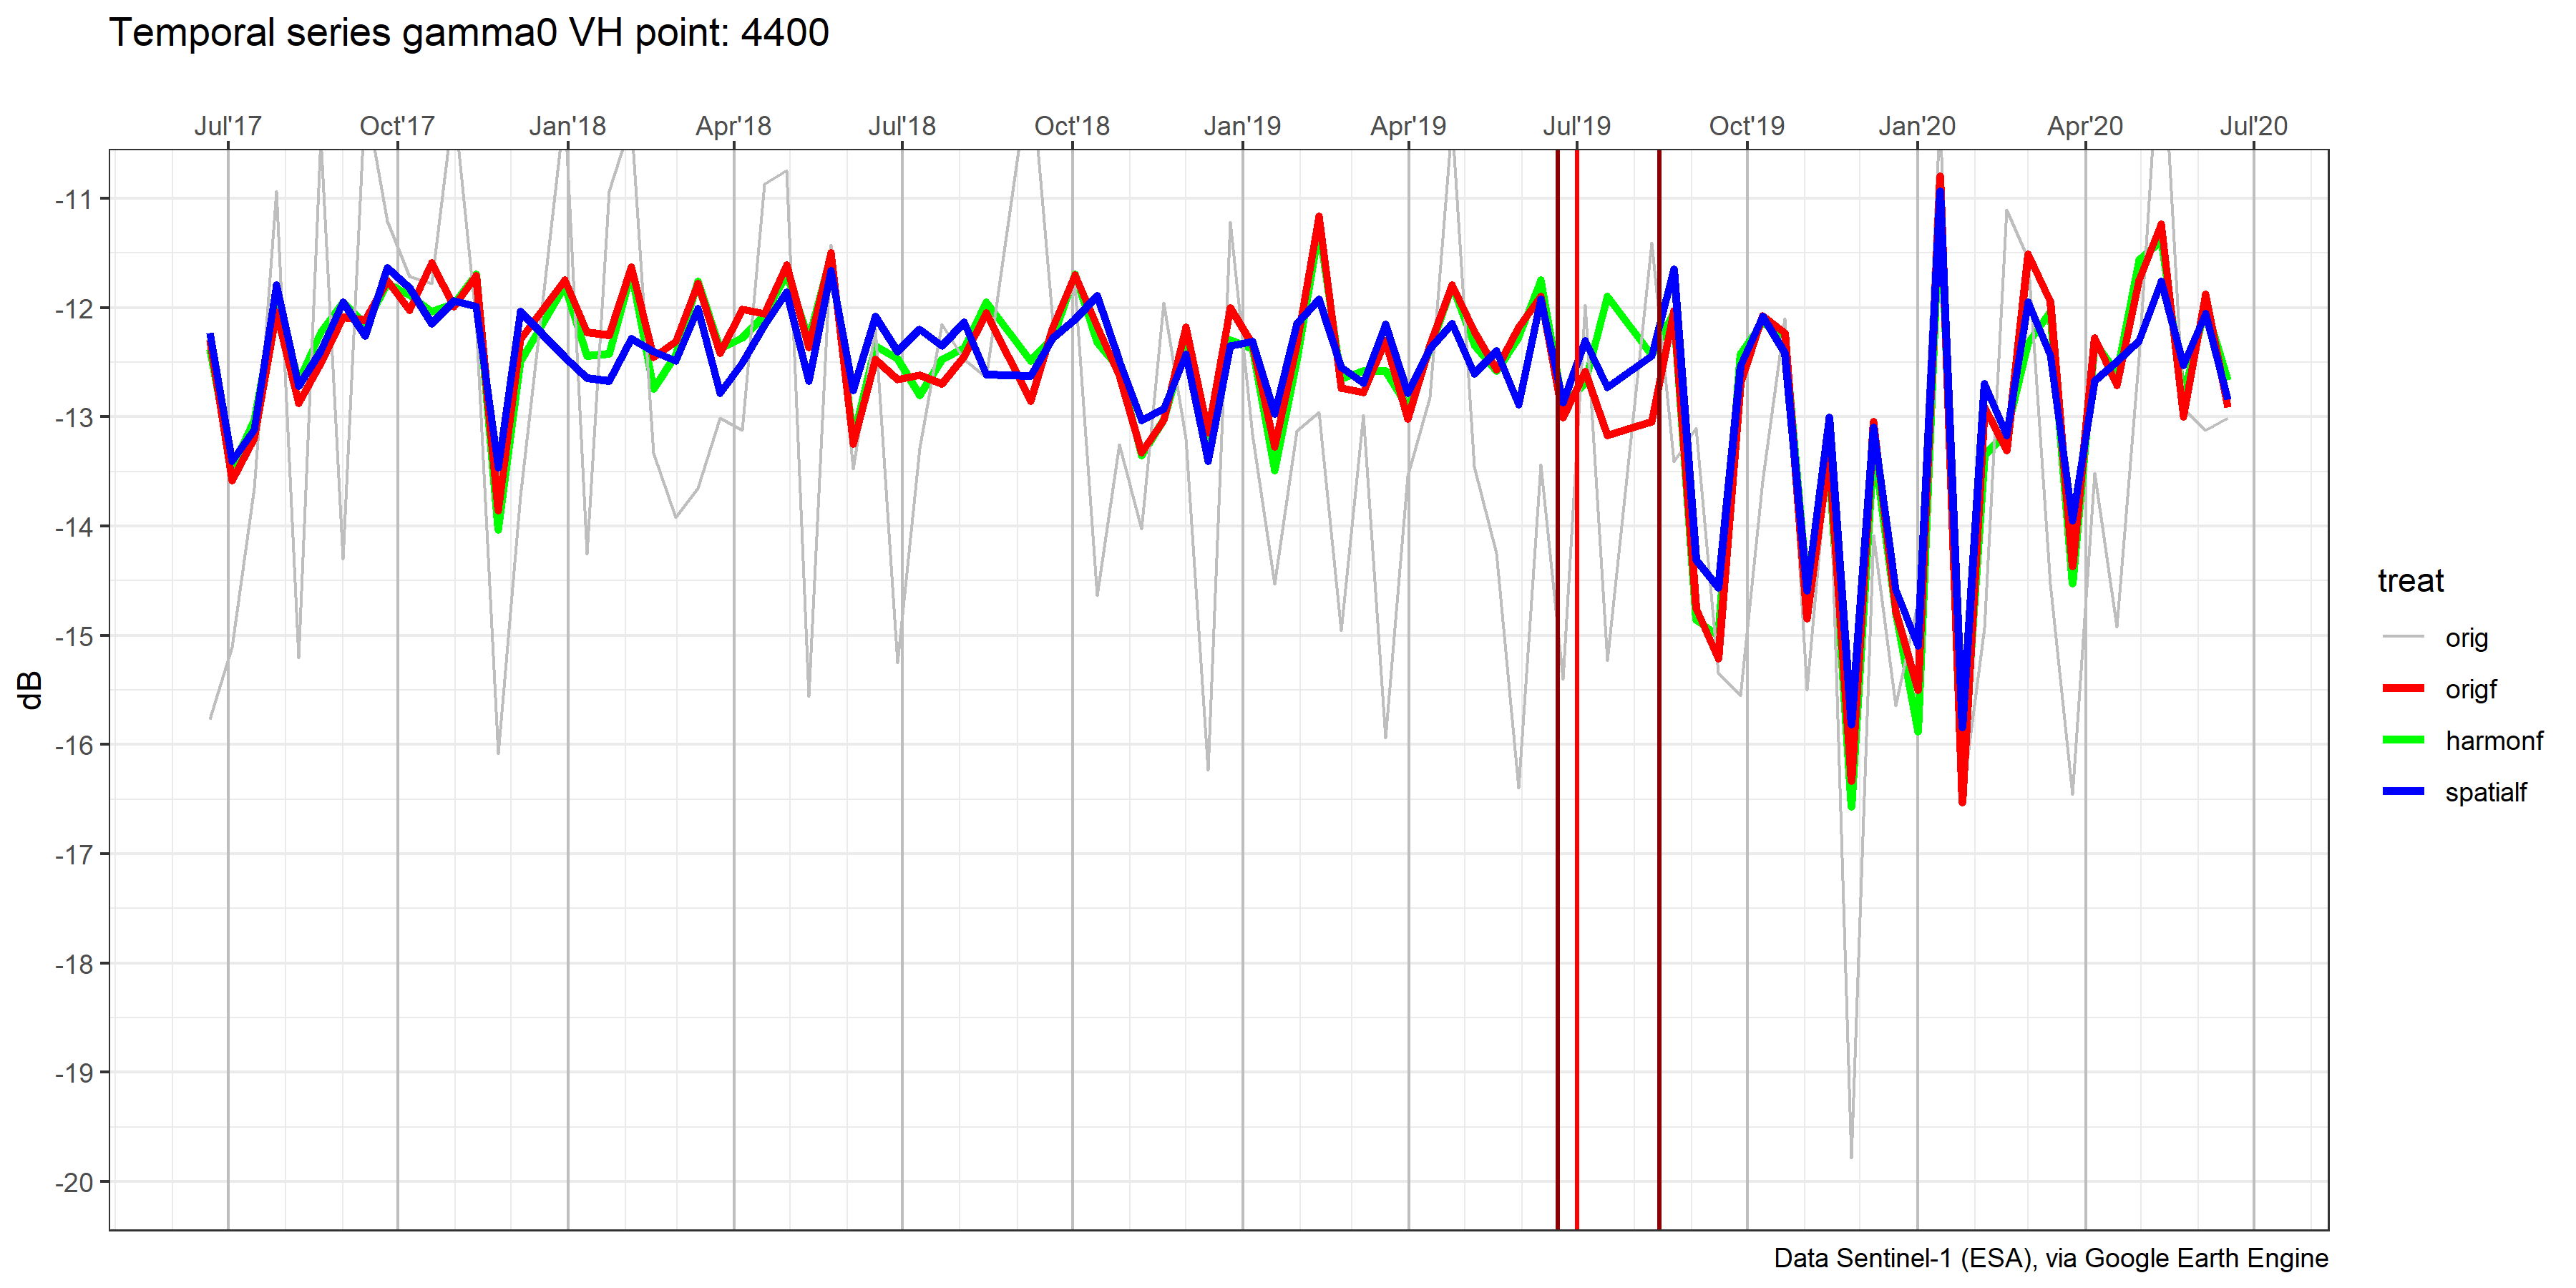 Temporal series gamma0 VH point: 4400
Jul'17 Oct'17 Jan'18 Apr'18 Jul'18 Oct'18 Jan'19 Apr'19 Jul'19 Oct'19 Jan'20 Apr'20 Jul'20
-11
-12
-13
-14
-15
-16
-17
-18
-19
-20
dB
treat
orig
origf
harmonf
spatialf
Data Sentinel-1 (ESA), via Google Earth Engine